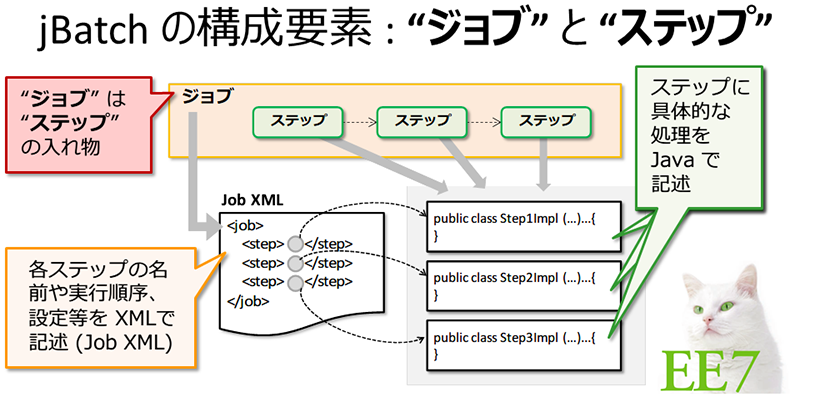 jBatch の構成要素 : “ジョブ” と “ステップ”
“ジョブ” は
“ステップ”
の入れ物
ジョブ
ステップ
ステップ
ステップ
ステップに
具体的な
処理を
Java で
記述
Job XML
<job>
<step> </step>
<step> </step>
<step> </step>
</job>
各ステップの名
前や実行順序、
設定等を XMLで
記述 (Job XML)
public class Step1Impl (...)...{
}
public class Step2Impl (...)...{
}
public class Step3Impl (...)...{
}
EE7